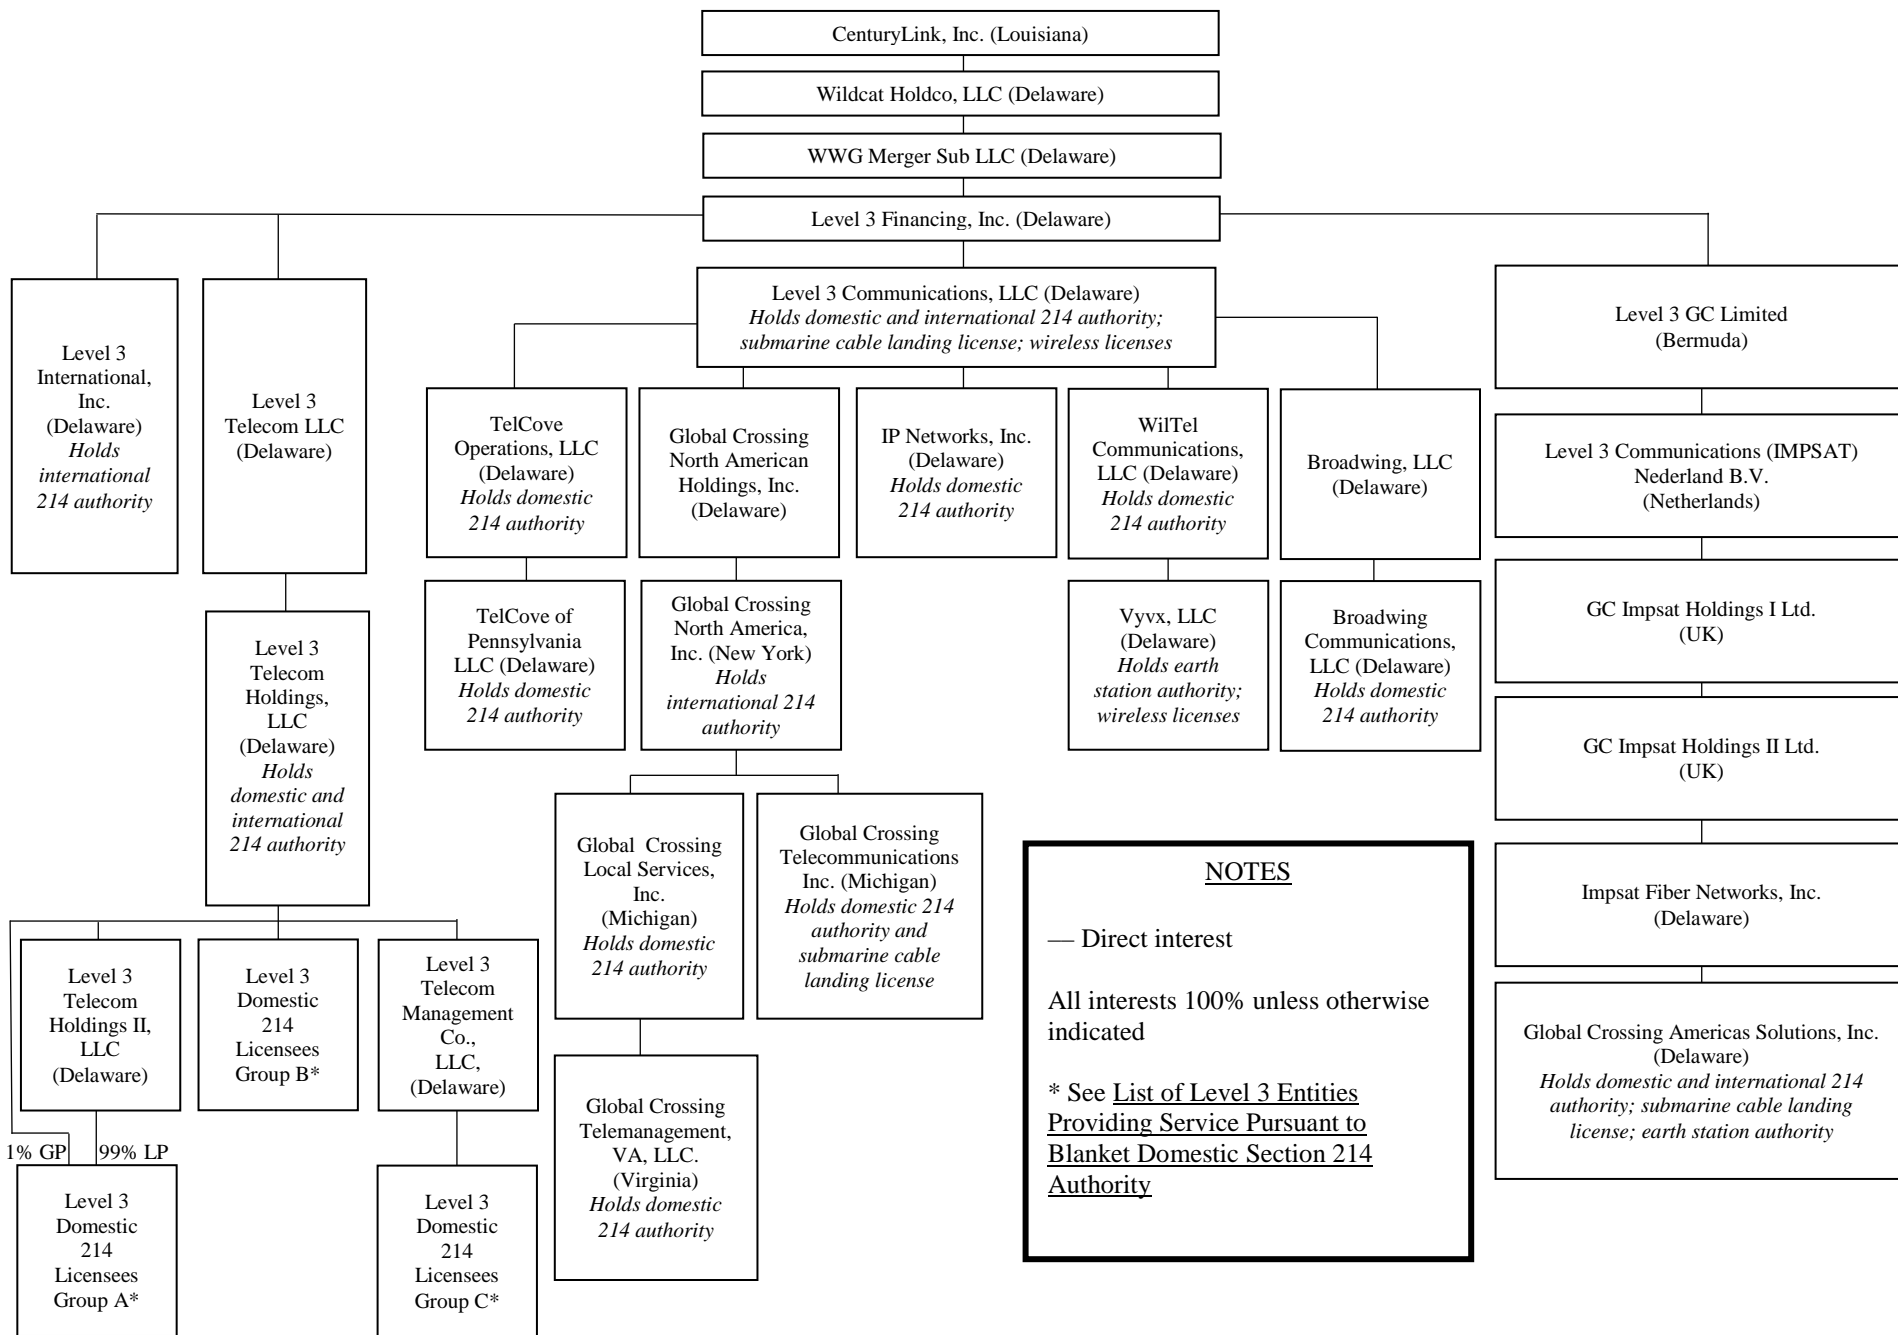 CenturyLink, Inc. (Louisiana)
Wildcat Holdco, LLC (Delaware)
WWG Merger Sub LLC (Delaware)
Level 3 Financing, Inc. (Delaware)
Level 3
International,
Inc.
(Delaware)
Holds
international
214 authority
Level 3
Telecom LLC
(Delaware)
Level 3 Communications, LLC (Delaware)
Holds domestic and international 214 authority;
submarine cable landing license; wireless licenses
Level 3 GC Limited
(Bermuda)
TelCove
Operations, LLC
(Delaware)
Holds domestic
214 authority
Global Crossing
North American
Holdings, Inc.
(Delaware)
IP Networks, Inc.
(Delaware)
Holds domestic
214 authority
WilTel
Communications,
LLC (Delaware)
Holds domestic
214 authority
Broadwing, LLC
(Delaware)
Level 3 Communications (IMPSAT)
Nederland B.V.
(Netherlands)
Level 3
Telecom
Holdings,
LLC
(Delaware)
Holds
domestic and
international
214 authority
TelCove of
Pennsylvania
LLC (Delaware)
Holds domestic
214 authority
Global Crossing
North America,
Inc. (New York)
Holds
international 214
authority
Vyvx, LLC
(Delaware)
Holds earth
station authority;
wireless licenses
Broadwing
Communications,
LLC (Delaware)
Holds domestic
214 authority
GC Impsat Holdings I Ltd.
(UK)
GC Impsat Holdings II Ltd.
(UK)
Global Crossing
Local Services,
Inc.
(Michigan)
Holds domestic
214 authority
Global Crossing
Telecommunications
Inc. (Michigan)
Holds domestic 214
authority and
submarine cable
landing license
Impsat Fiber Networks, Inc.
(Delaware)
Level 3
Telecom
Holdings II,
LLC
(Delaware)
Level 3
Domestic
214
Licensees
Group B*
Level 3
Telecom
Management
Co.,
LLC,
(Delaware)
Global Crossing
Telemanagement,
VA, LLC.
(Virginia)
Holds domestic
214 authority
Global Crossing Americas Solutions, Inc.
(Delaware)
Holds domestic and international 214
authority; submarine cable landing
license; earth station authority
1% GP
99% LP
Level 3
Domestic
214
Licensees
Group A*
Level 3
Domestic
214
Licensees
Group C*
NOTES
— Direct interest
All interests 100% unless otherwise
indicated
* See List of Level 3 Entities
Providing Service Pursuant to
Blanket Domestic Section 214
Authority